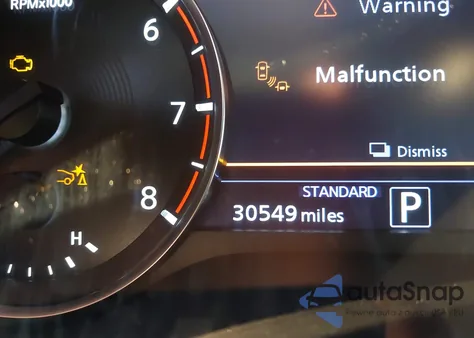 RPMx1000
Warning
6
Malfunction
7
Dismiss
STANDARD
8
30549 miles
P
H
autoSnap